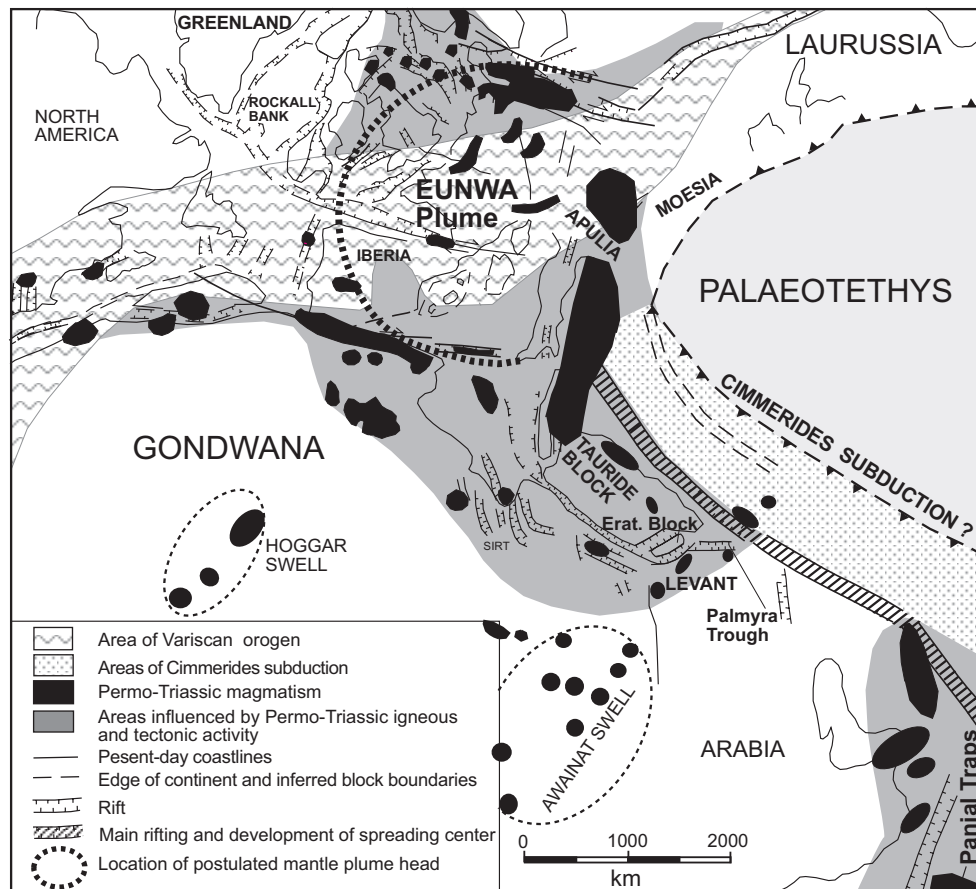 GREENLAND
LAURUSSIA
ROCKALL
BANK
NORTH
AMERICA
MOESIA
EUNWA
Plume
APULIA
IBERIA
PALAEOTETHYS
CIMMERIDES SUBDUCTION ?
GONDWANA
TAURIDE
BLOCK
Erat. Block
SIRT
HOGGAR
SWELL
LEVANT
Palmyra
Trough
AWAINAT SWELL
ARABIA
Panjal Traps
Area of Variscan orogen
Areas of Cimmerides subduction
Permo-Triassic magmatism
Areas influenced by Permo-Triassic igneous
and tectonic activity
Pesent-day coastlines
Edge of continent and inferred block boundaries
Rift
Main rifting and development of spreading center
Location of postulated mantle plume head
0 1000 2000
km